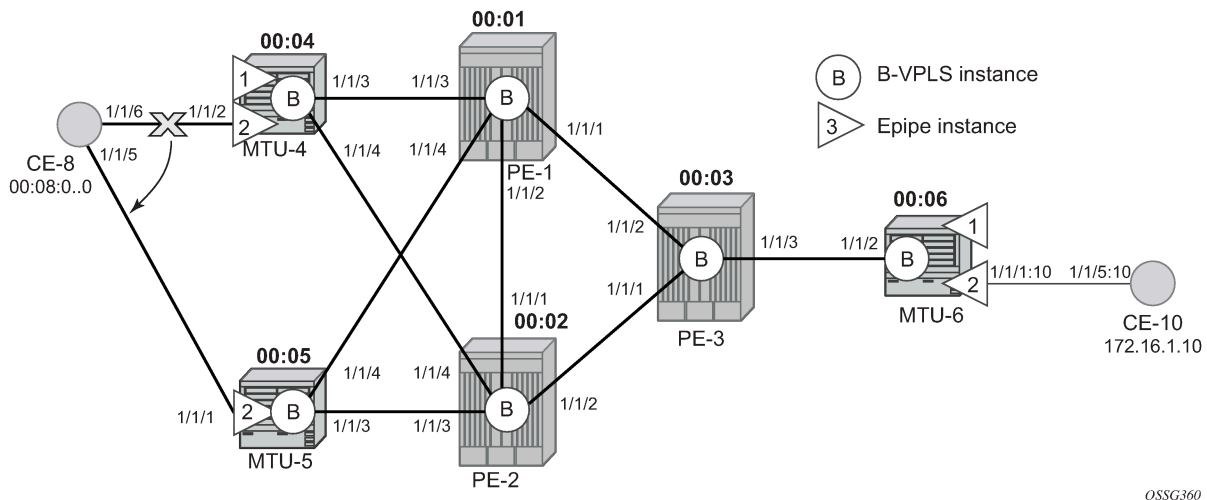 00:01
00:04
1
1/1/3
1/1/3
B
B
B
B-VPLS instance
1/1/6
1/1/2
2
1/1/1
3
Epipe instance
MTU-4
1/1/5
1/1/4
1/1/4
CE-8
00:08:0..0
PE-1
00:03
1/1/2
00:06
1/1/2
1
B
1/1/3
1/1/2
B
2
1/1/1:10
1/1/5:10
1/1/1
1/1/1
00:02
MTU-6
CE-10
PE-3
172.16.1.10
00:05
1/1/4
1/1/4
1/1/1
2
B
B
1/1/2
1/1/3
1/1/3
MTU-5
PE-2
OSSG360